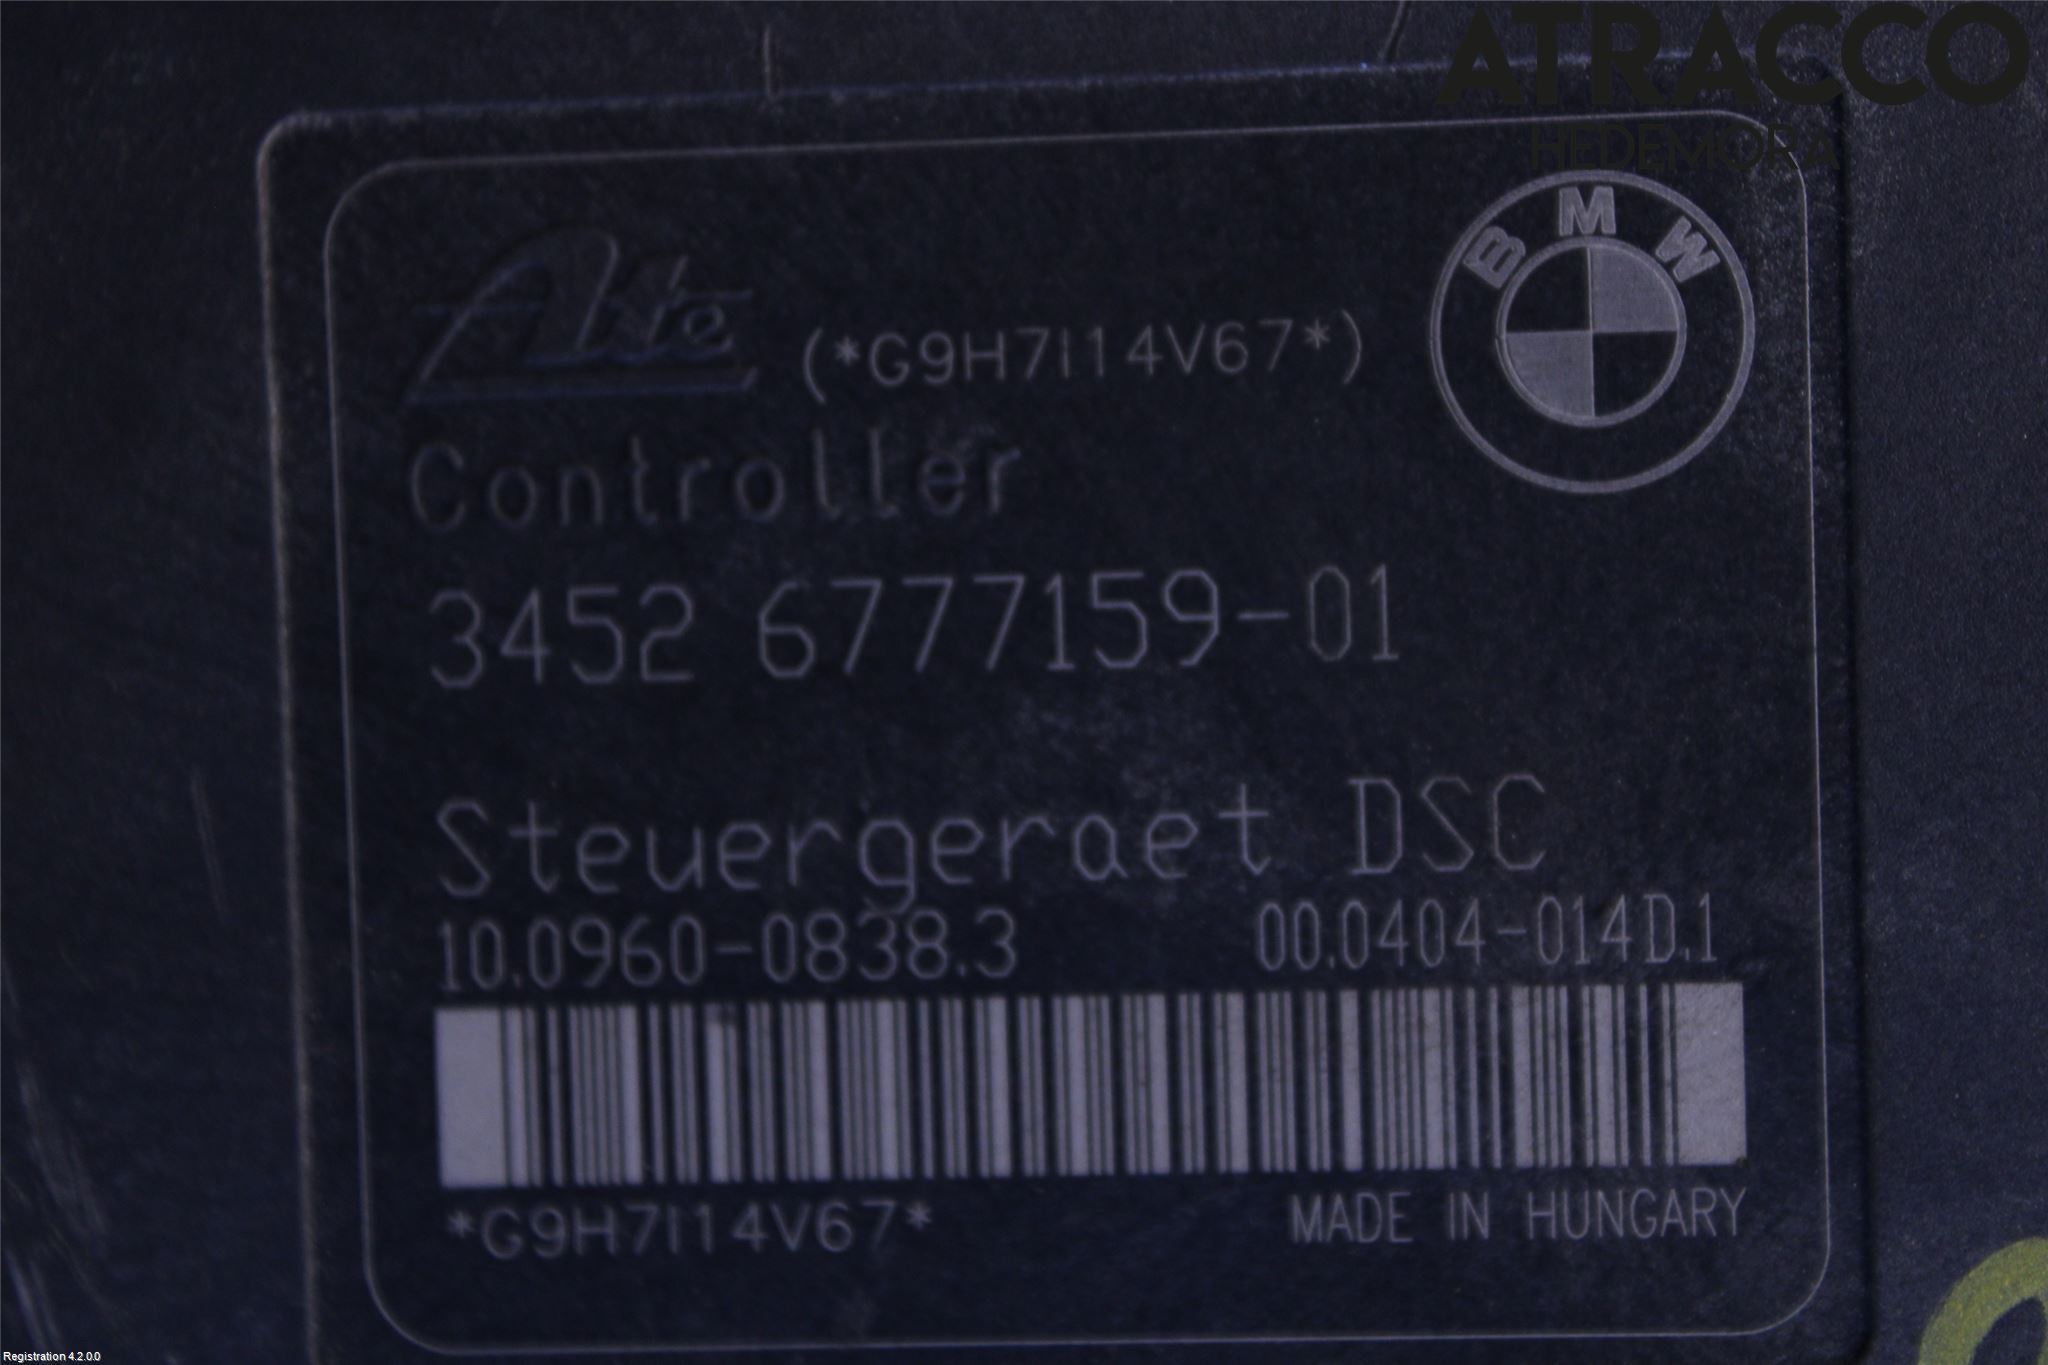 ATRACCO
HEDEMORA
BMW
Ate (*G9H7I14V67*)
Controller
3452 6777159-01
Steuergeraet DSC
10.0960-0838.3 00.0404-014D.1
*G9H7I14V67* MADE IN HUNGARY
Registration 4.2.0.0